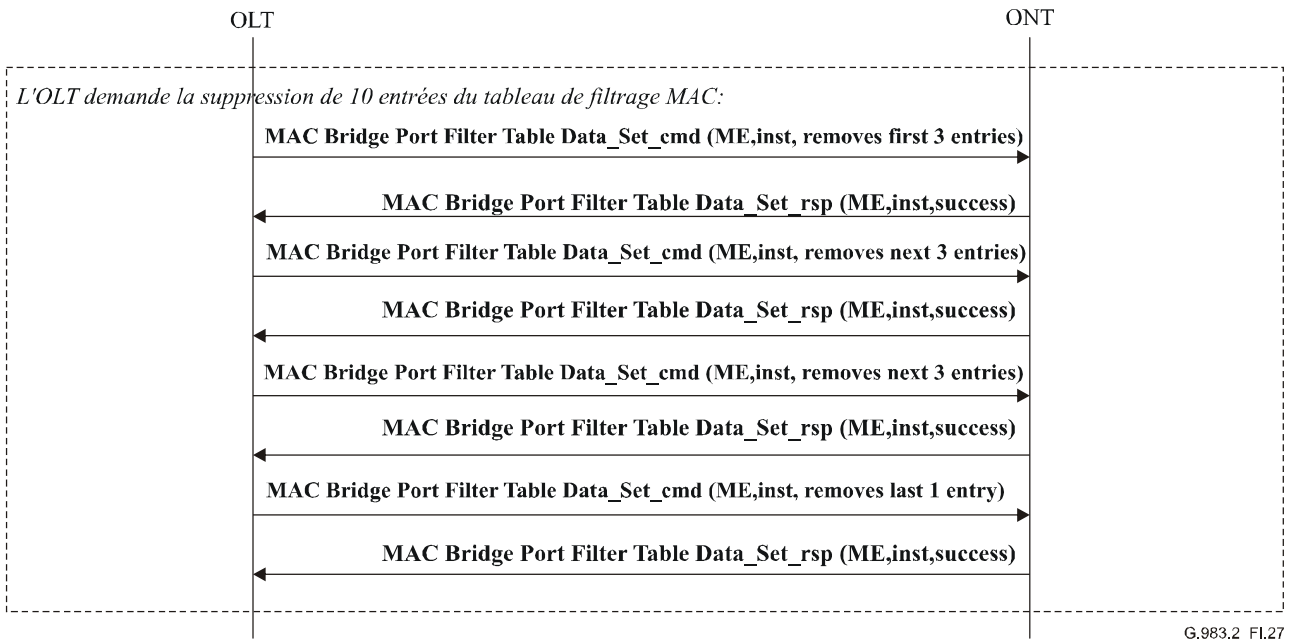 OLT
ONT
L'OLT demande la suppression de 10 entrées du tableau de filtrage MAC:
MAC Bridge Port Filter Table Data_Set_cmd (ME,inst, removes first 3 entries)
MAC Bridge Port Filter Table Data_Set_rsp (ME,inst,success)
MAC Bridge Port Filter Table Data_Set_cmd (ME,inst, removes next 3 entries)
MAC Bridge Port Filter Table Data_Set_rsp (ME,inst,success)
MAC Bridge Port Filter Table Data_Set_cmd (ME,inst, removes next 3 entries)
MAC Bridge Port Filter Table Data_Set_rsp (ME,inst,success)
MAC Bridge Port Filter Table Data_Set_cmd (ME,inst, removes last 1 entry)
MAC Bridge Port Filter Table Data_Set_rsp (ME,inst,success)
G.983.2_FI.27